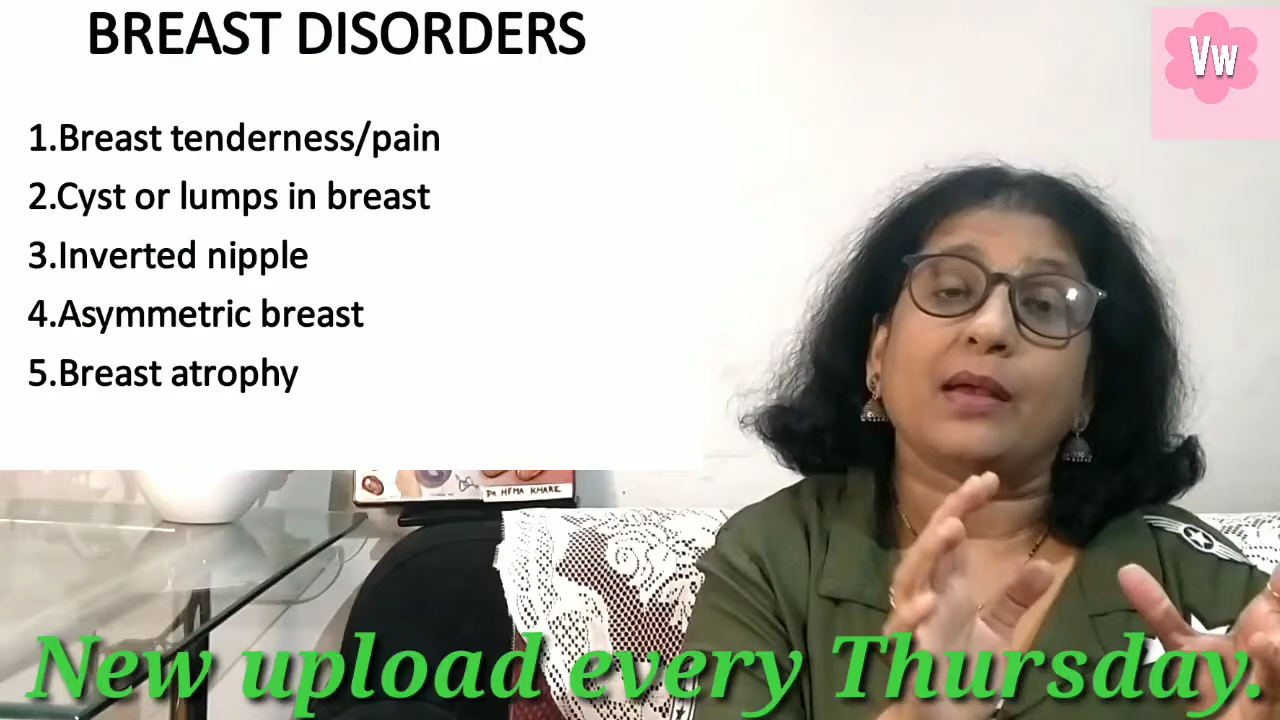 BREAST DISORDERS
Vw
1.Breast tenderness/pain
2.Cyst or lumps in breast
3.Inverted nipple
4.Asymmetric breast
5.Breast atrophy
DR HEMA KHARE
New upload every Thursday.